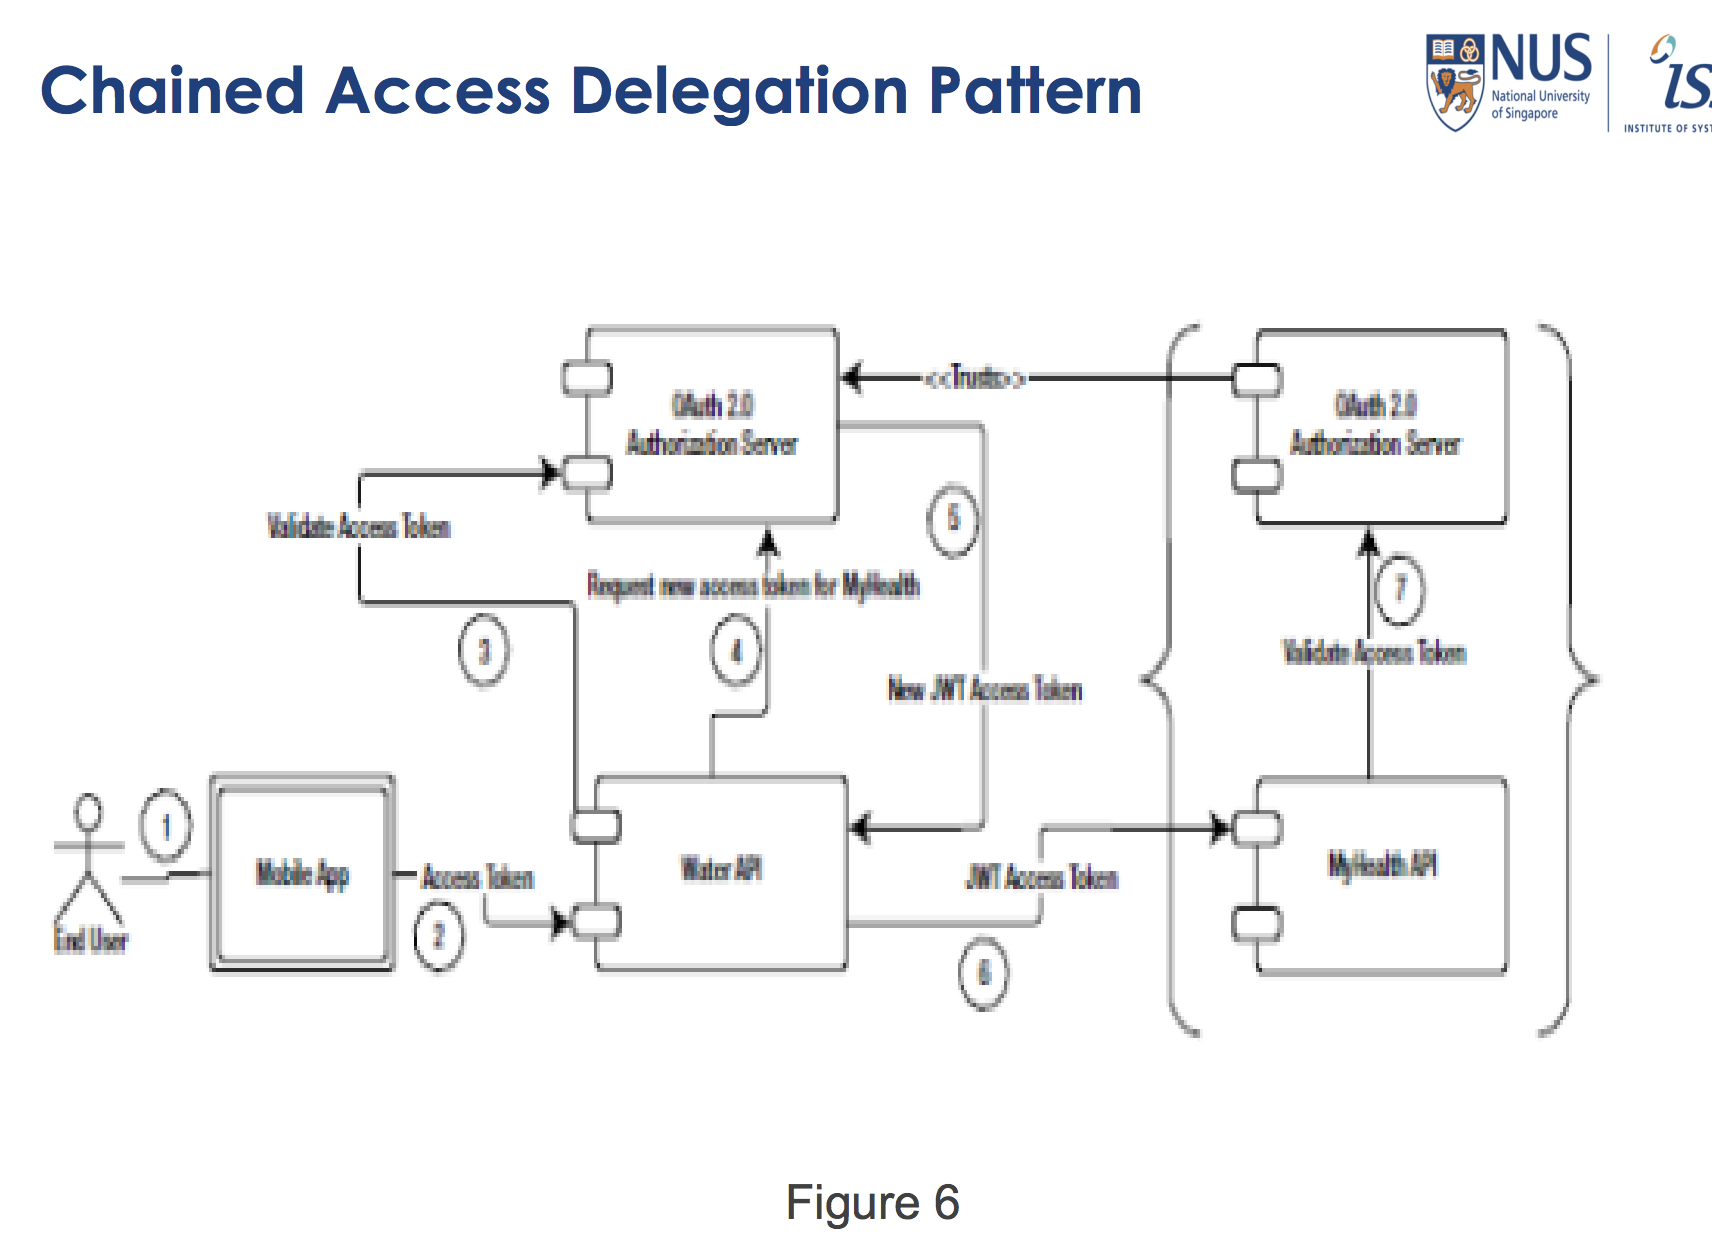 Chained Access Delegation Pattern
NUS
National University
of Singapore
INSTITUTE OF SYST
<<Trusts>>
OAuth 2.0
Authorization Server
OAuth 2.0
Authorization Server
Validate Access Token
5
Request new access token for MyHealth
7
3
4
Validate Access Token
New JWT Access Token
1
Mobile App
Access Token
Water API
JWT Access Token
MyHealth API
End User
2
6
Figure 6